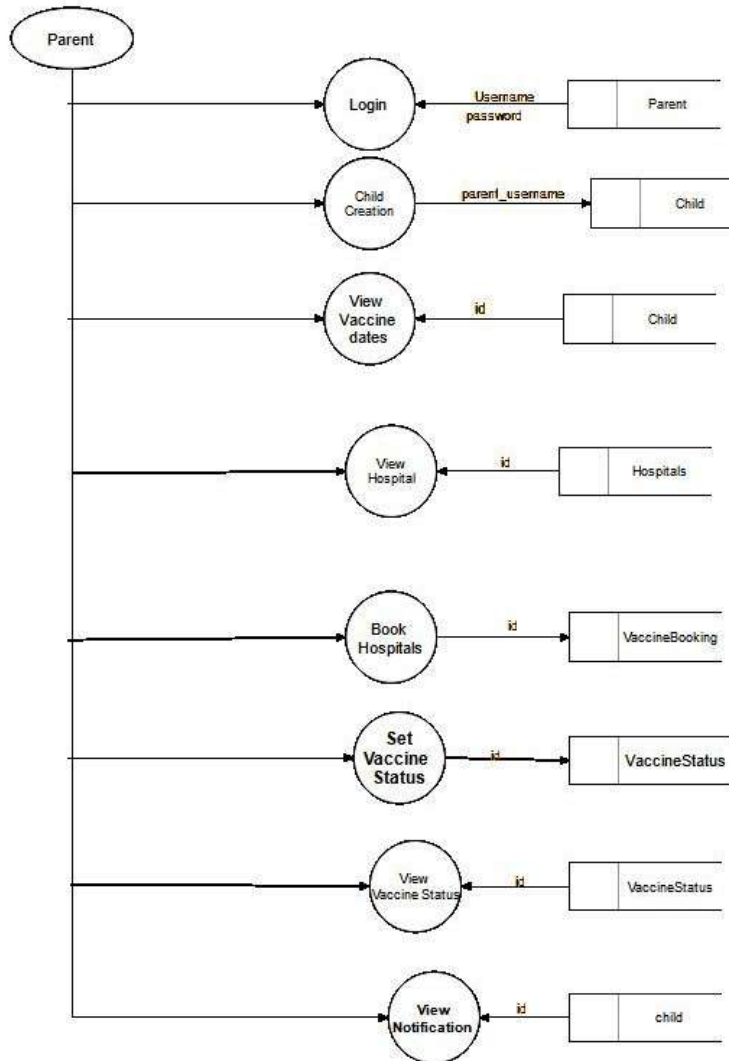 Parent
Login
Username
password
Parent
Child
Creation
parent_username
Child
View
Vaccine
dates
id
Child
View
Hospital
id
Hospitals
Book
Hospitals
id
VaccineBooking
Set
Vaccine
Status
id
VaccineStatus
View
Vaccine Status
id
VaccineStatus
View
Notification
id
child